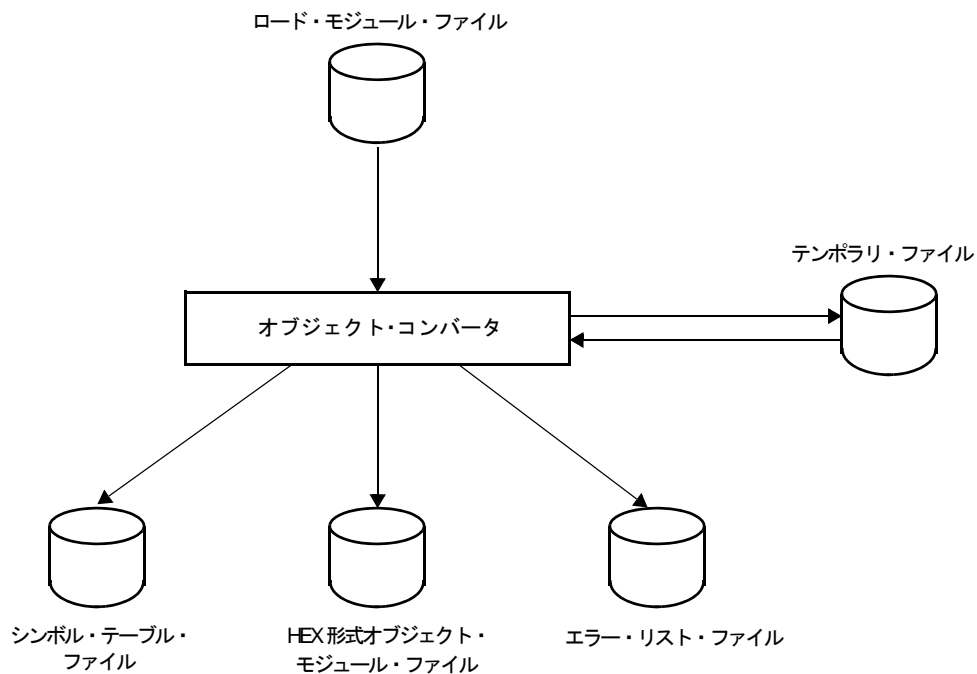 ロード・モジュール・ファイル
テンポラリ・ファイル
オブジェクト・コンバータ
シンボル・テーブル・
ファイル
HEX 形式オブジェクト・
モジュール・ファイル
エラー・リスト・ファイル